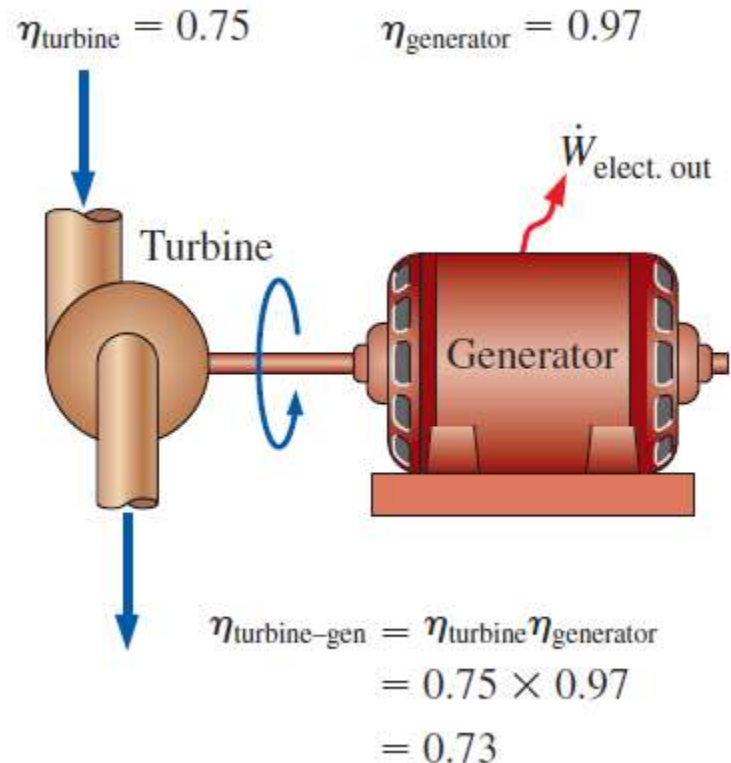 ηturbine = 0.75
ηgenerator = 0.97
Ẇelect. out
Turbine
Generator
ηturbine–gen = ηturbineηgenerator
= 0.75 × 0.97
= 0.73